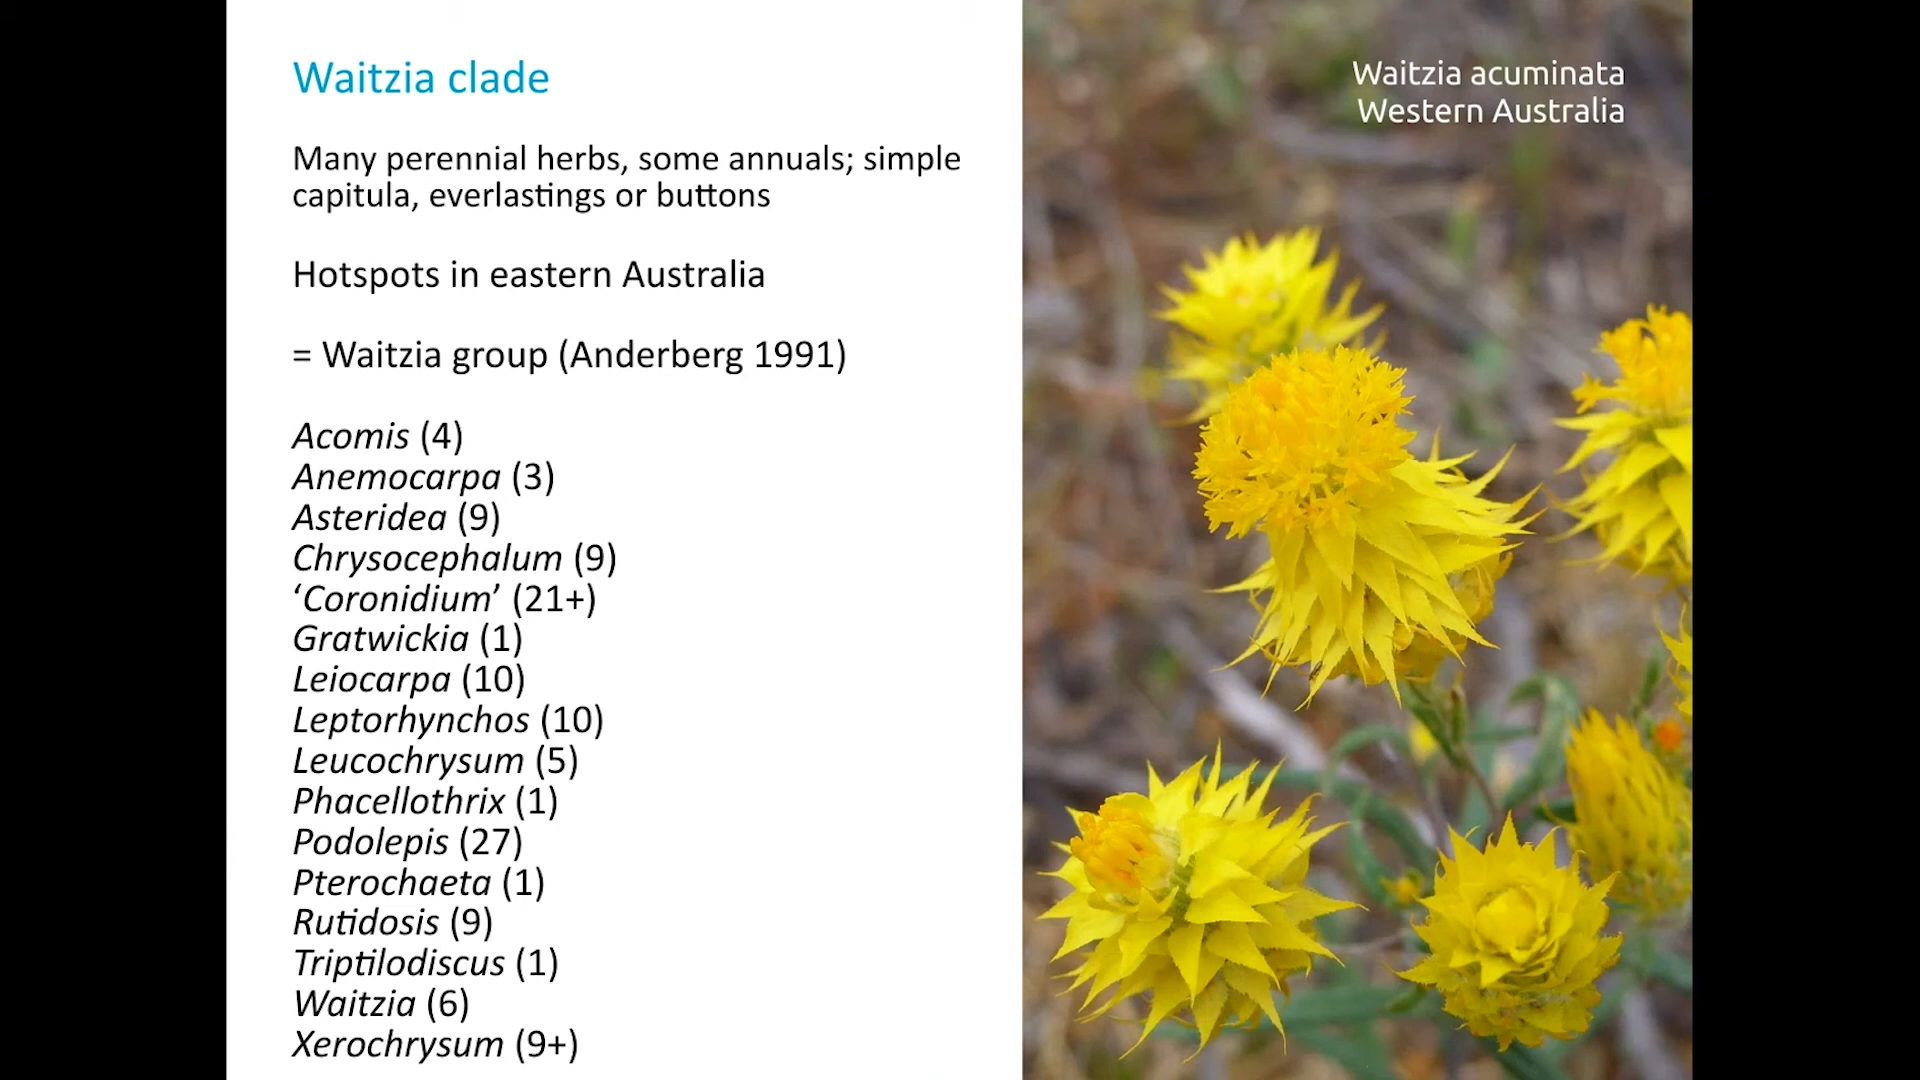 Waitzia clade
Many perennial herbs, some annuals; simple
capitula, everlastings or buttons
Hotspots in eastern Australia
= Waitzia group (Anderberg 1991)
Acomis (4)
Anemocarpa (3)
Asteridea (9)
Chrysocephalum (9)
‘Coronidium’ (21+)
Gratwickia (1)
Leiocarpa (10)
Leptorhynchos (10)
Leucochrysum (5)
Phacellothrix (1)
Podolepis (27)
Pterochaeta (1)
Rutidosis (9)
Triptilodiscus (1)
Waitzia (6)
Xerochrysum (9+)
Waitzia acuminata
Western Australia